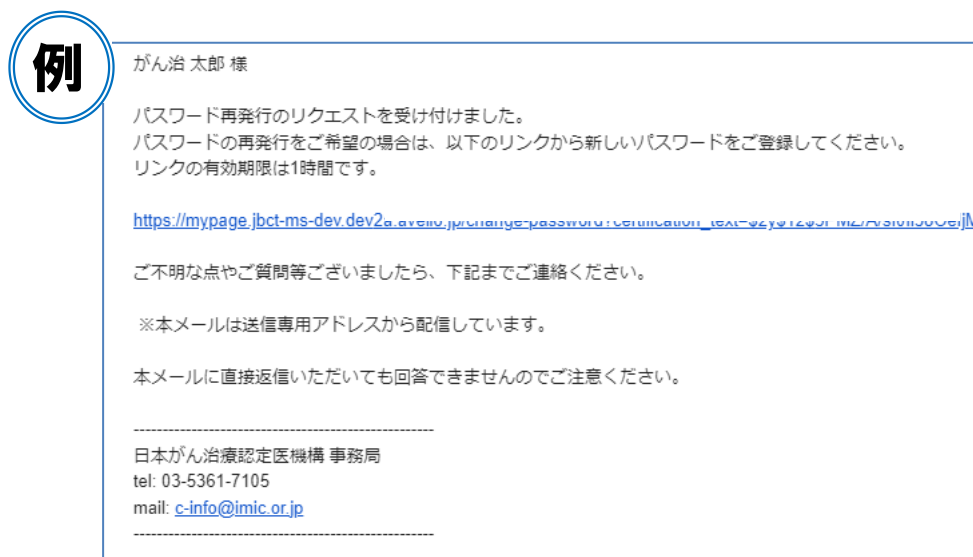 例
がん治 太郎 様
パスワード再発行のリクエストを受け付けました。
パスワードの再発行をご希望の場合は、以下のリンクから新しいパスワードをご登録してください。
リンクの有効期限は1時間です。
https://mypage.jbct-ms-dev.dev2a.avello.jp/change-password?certification_text=
ご不明な点やご質問等ございましたら、下記までご連絡ください。
※本メールは送信専用アドレスから配信しています。
本メールに直接返信いただいても回答できませんのでご注意ください。
----------------------------------------------------
日本がん治療認定医機構 事務局
tel: 03-5361-7105
mail: c-info@imic.or.jp
----------------------------------------------------